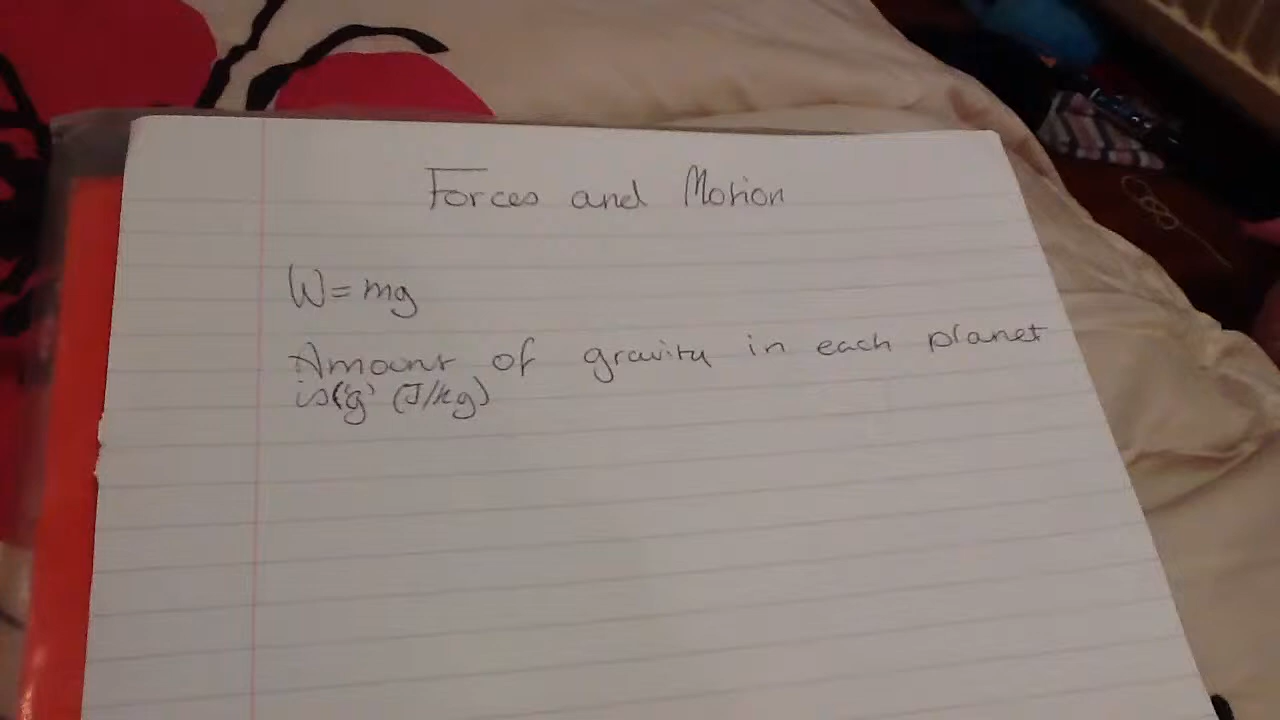 Forces and Motion
W=mg
Amount of gravity in each planet
is 'g' (J/kg)